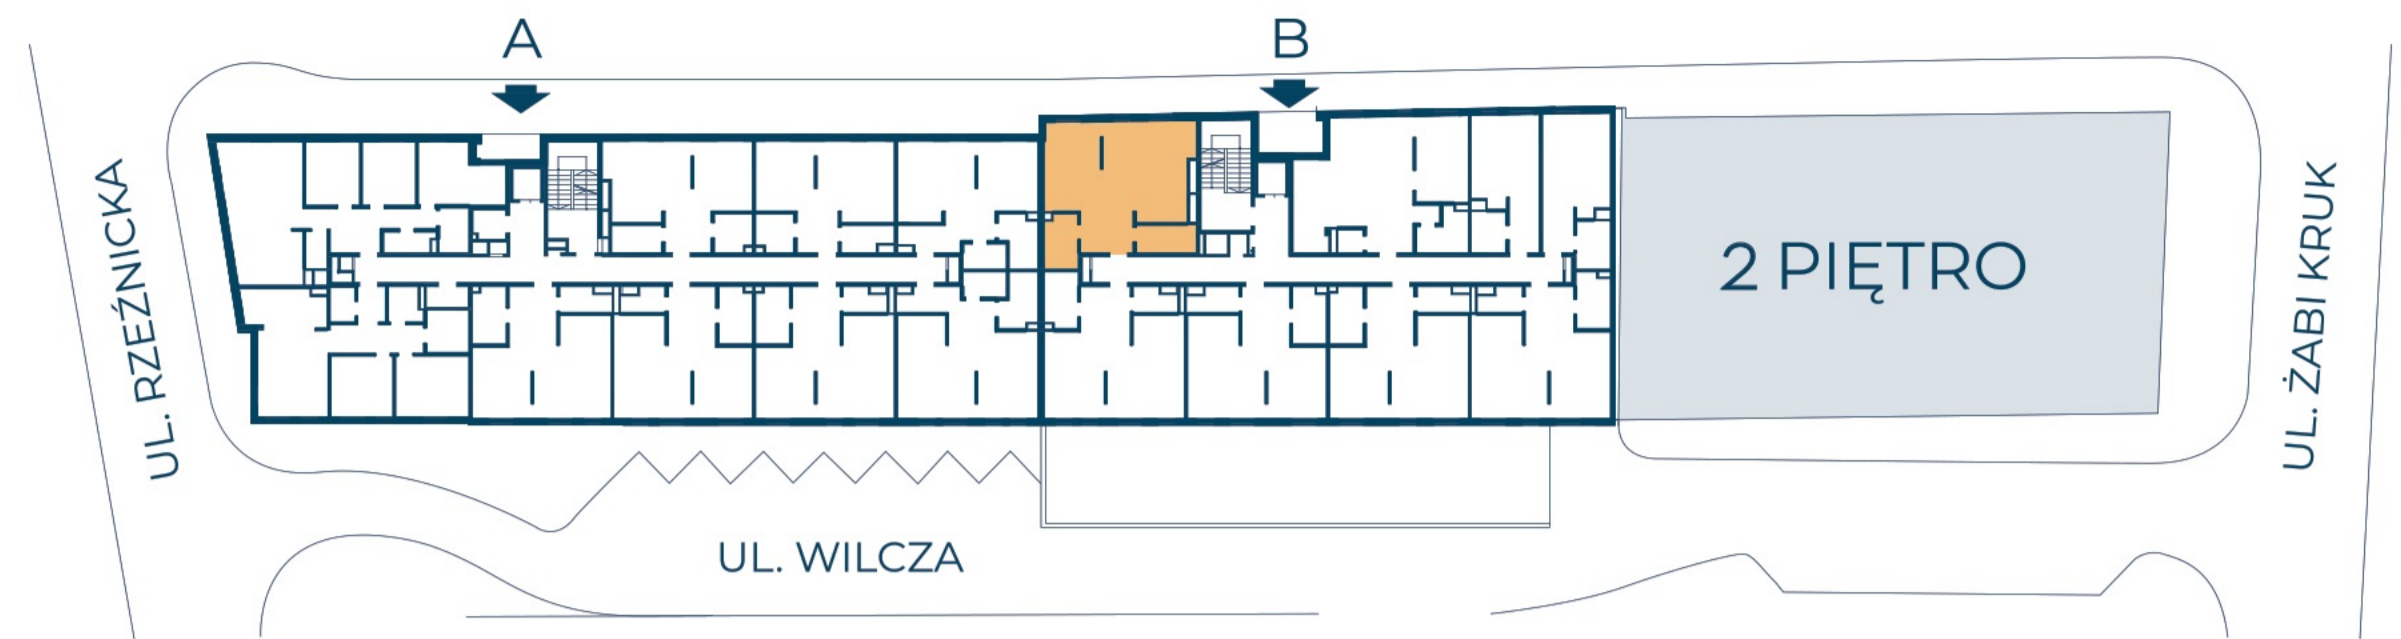 A
B
UL. RZEŹNICKA
2 PIĘTRO
UL. ŻABI KRUK
UL. WILCZA